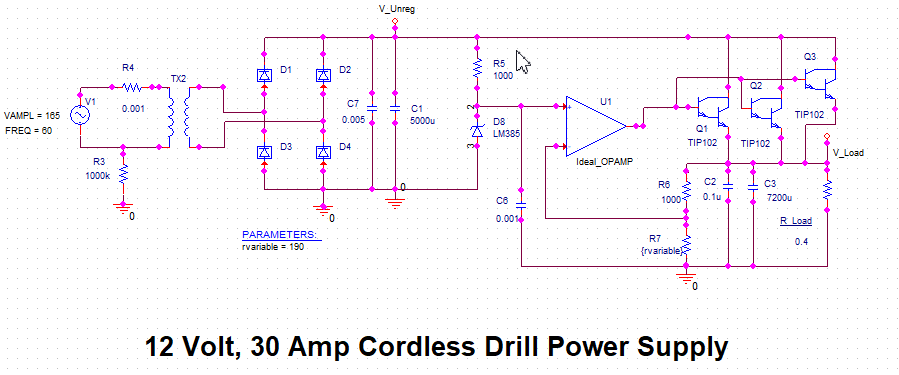 V_Unreg
R4
0.001
TX2
V1
VAMPL = 165
FREQ = 60
R3
1000k
0
D1
D2
D3
D4
0
C7
0.005
C1
5000u
0
PARAMETERS:
rvariable = 190
R5
1000
2
D8
LM385
3
C6
0.001
U1
+
-
Ideal_OPAMP
R6
1000
R7
{rvariable}
0
Q1
TIP102
Q2
TIP102
Q3
TIP102
C2
0.1u
C3
7200u
V_Load
R_Load
0.4
12 Volt, 30 Amp Cordless Drill Power Supply